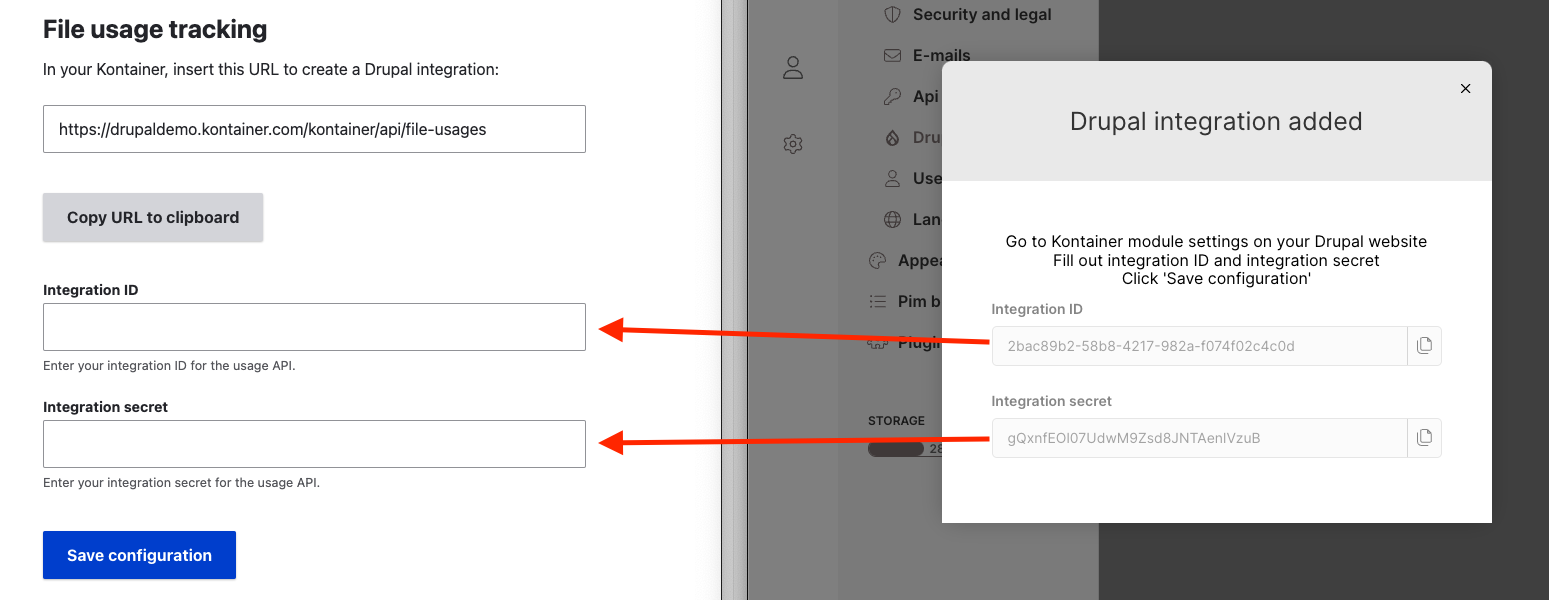 File usage tracking
In your Kontainer, insert this URL to create a Drupal integration:
https://drupaldemo.kontainer.com/kontainer/api/file-usages
Copy URL to clipboard
Integration ID
Enter your integration ID for the usage API.
Integration secret
Enter your integration secret for the usage API.
Save configuration
Security and legal
E-mails
Api
Dru
Use
Lan
Appea
Pim b
Plugin
STORAGE
28
Drupal integration added
Go to Kontainer module settings on your Drupal website
Fill out integration ID and integration secret
Click 'Save configuration'
Integration ID
2bac89b2-58b8-4217-982a-f074f02c4c0d
Integration secret
gQxnfEOl07UdwM9Zsd8JNTAenlVzuB